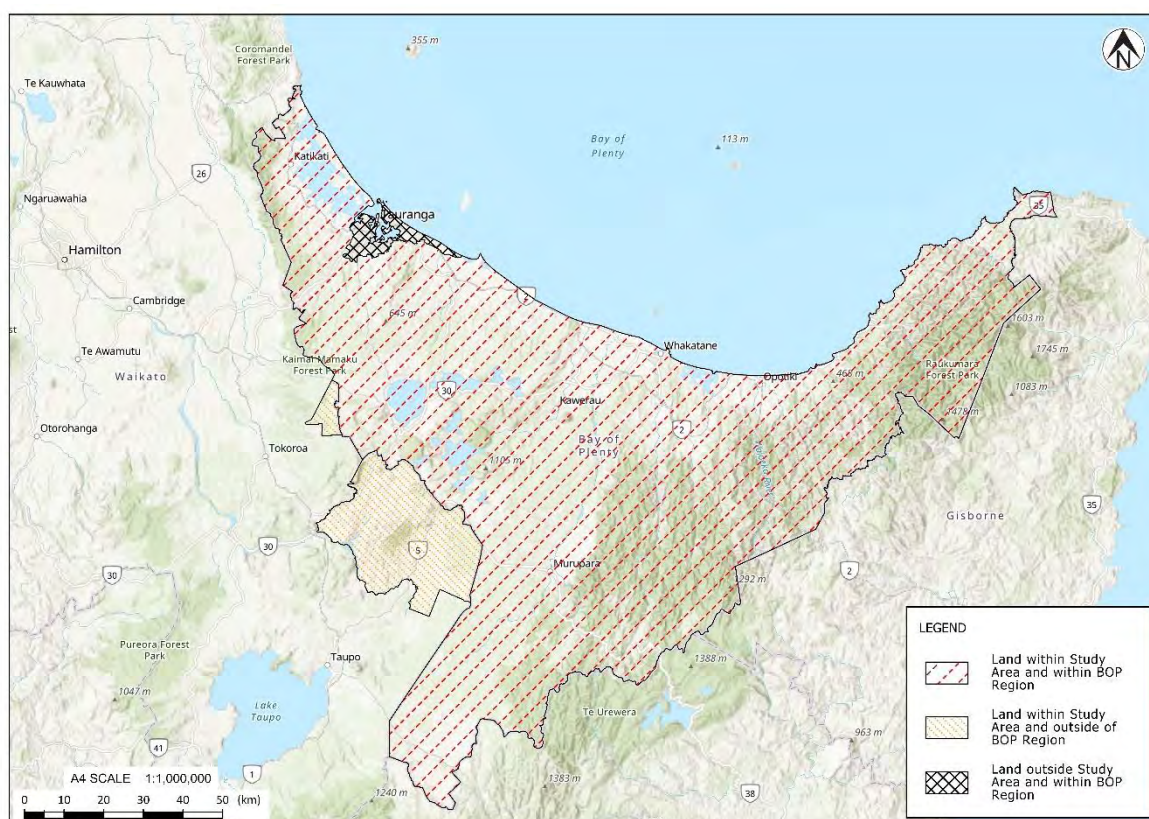 355 m
Coromandel
Forest Park
N
Te Kauwhata
Bay of
Plenty
113 m
Katikati
26
Ngaruawahia
Tauranga
35
Hamilton
Cambridge
2
1603 m
645 m
Whakatane
1745 m
Te Awamutu
Kaimai Mamaku
Forest Park
Raukumara
Forest Park
Waikato
Opotiki
468 m
30
1083 m
Kawerau
1478 m
Otorohanga
2
Bay of
Plenty
Tokoroa
1105 m
35
Gisborne
30
5
Murupara
2
30
1292 m
LEGEND
Pureora Forest
Park
Taupo
1388 m
Land within Study
Area and within BOP
Region
1047 m
Te Urewera
Lake
Taupo
Land within Study
Area and outside of
BOP Region
963 m
41
A4 SCALE 1:1,000,000
1
1383 m
Land outside Study
Area and within BOP
Region
0 10 20 30 40 50 (km)
1240 m
38